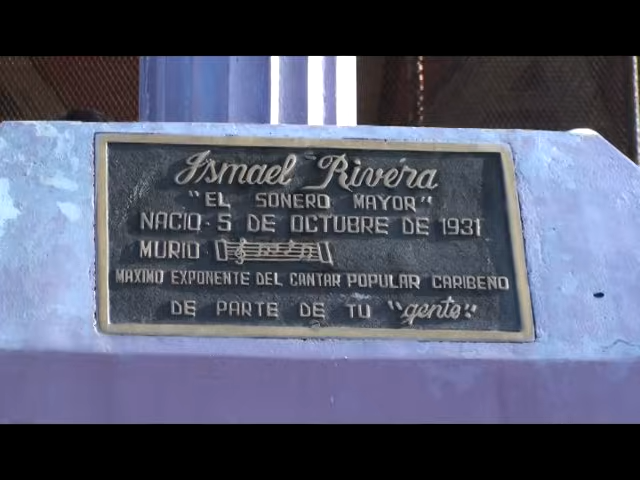 Ismael Rivera
"EL SONERO MAYOR"
NACIO 5 DE OCTUBRE DE 1931
MURIO
MAXIMO EXPONENTE DEL CANTAR POPULAR CARIBEÑO
DE PARTE DE TU "gente"